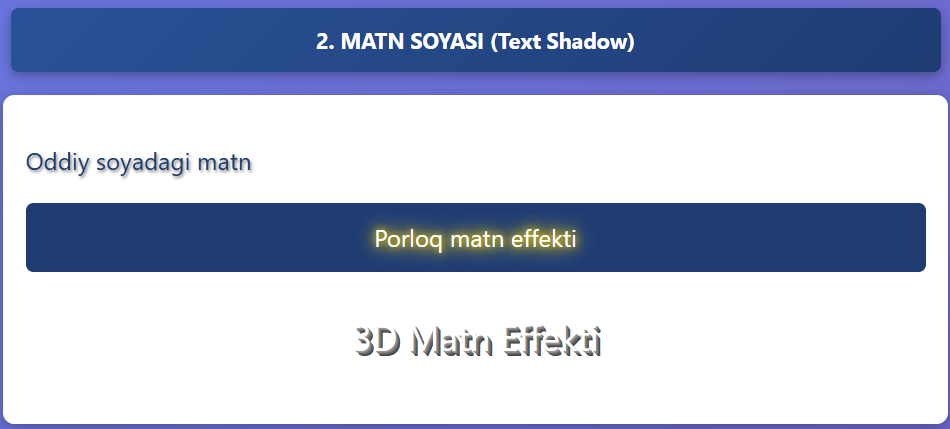 2. MATN SOYASI (Text Shadow)
Oddiy soyadagi matn
Porloq matn effekti
3D Matn Effekti